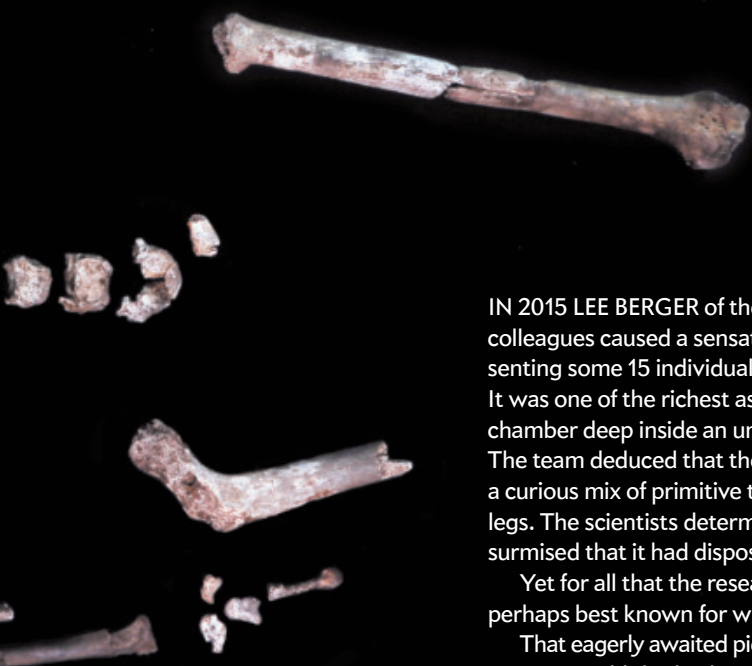 IN 2015 LEE BERGER of the
colleagues caused a sensat
senting some 15 individual
It was one of the richest as
chamber deep inside an un
The team deduced that the
a curious mix of primitive t
legs. The scientists determ
surmised that it had dispos
Yet for all that the resea
perhaps best known for w
That eagerly awaited pie